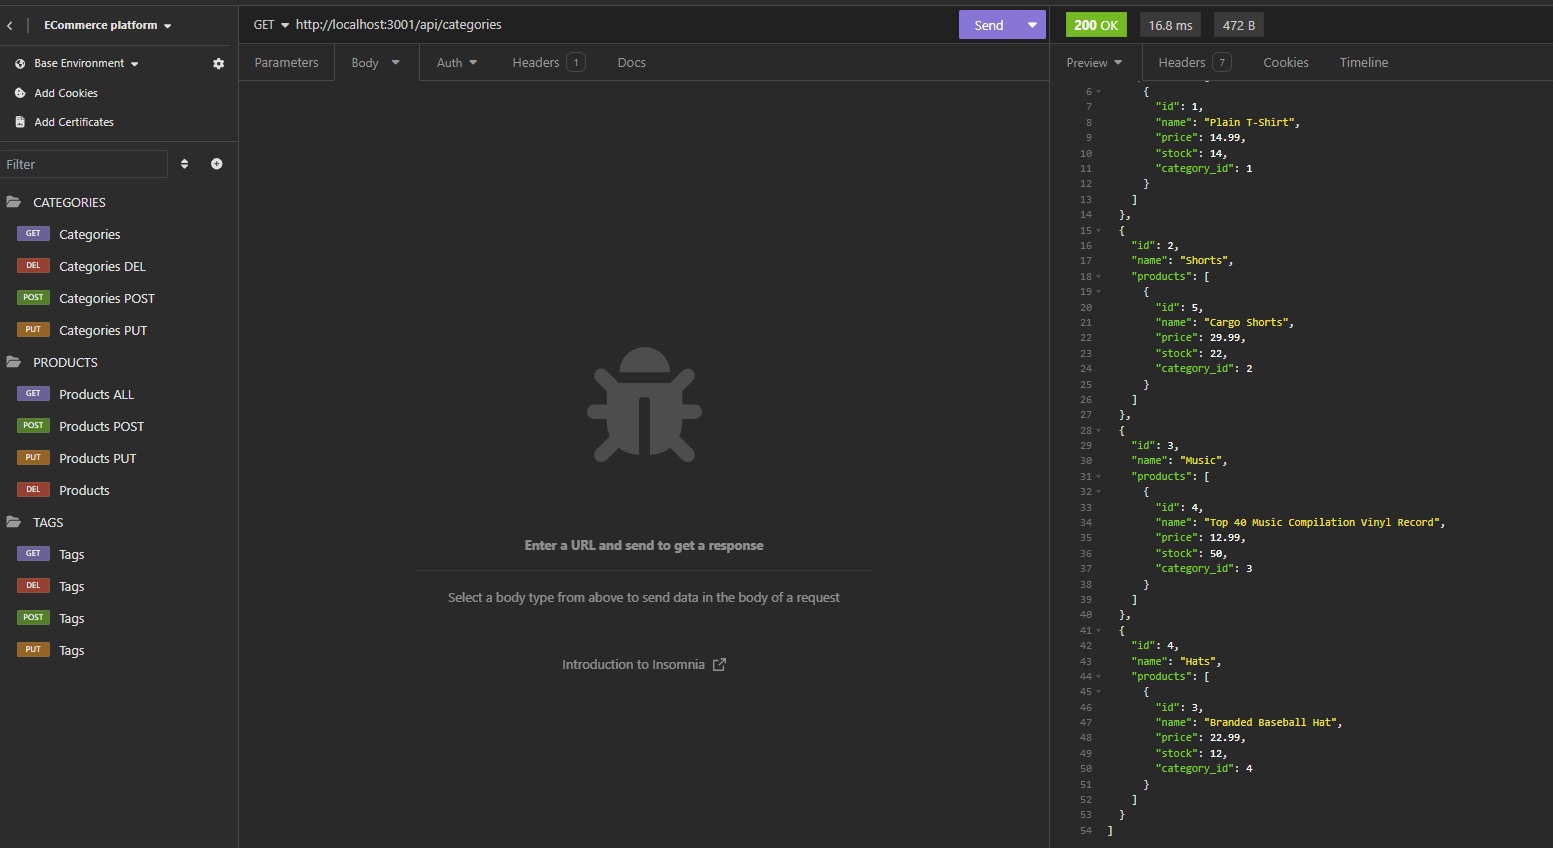 ECommerce platform
Base Environment
Add Cookies
Add Certificates
Filter
CATEGORIES
GET Categories
DEL Categories DEL
POST Categories POST
PUT Categories PUT
PRODUCTS
GET Products ALL
POST Products POST
PUT Products PUT
DEL Products
TAGS
GET Tags
DEL Tags
POST Tags
PUT Tags
GET http://localhost:3001/api/categories Send
Parameters Body Auth Headers 1 Docs
Enter a URL and send to get a response
Select a body type from above to send data in the body of a request
Introduction to Insomnia
200 OK 16.8 ms 472 B
Preview Headers 7 Cookies Timeline
6 {
7 "id": 1,
8 "name": "Plain T-Shirt",
9 "price": 14.99,
10 "stock": 14,
11 "category_id": 1
12 }
13 ]
14 },
15 {
16 "id": 2,
17 "name": "Shorts",
18 "products": [
19 {
20 "id": 5,
21 "name": "Cargo Shorts",
22 "price": 29.99,
23 "stock": 22,
24 "category_id": 2
25 }
26 ]
27 },
28 {
29 "id": 3,
30 "name": "Music",
31 "products": [
32 {
33 "id": 4,
34 "name": "Top 40 Music Compilation Vinyl Record",
35 "price": 12.99,
36 "stock": 50,
37 "category_id": 3
38 }
39 ]
40 },
41 {
42 "id": 4,
43 "name": "Hats",
44 "products": [
45 {
46 "id": 3,
47 "name": "Branded Baseball Hat",
48 "price": 22.99,
49 "stock": 12,
50 "category_id": 4
51 }
52 ]
53 }
54 ]